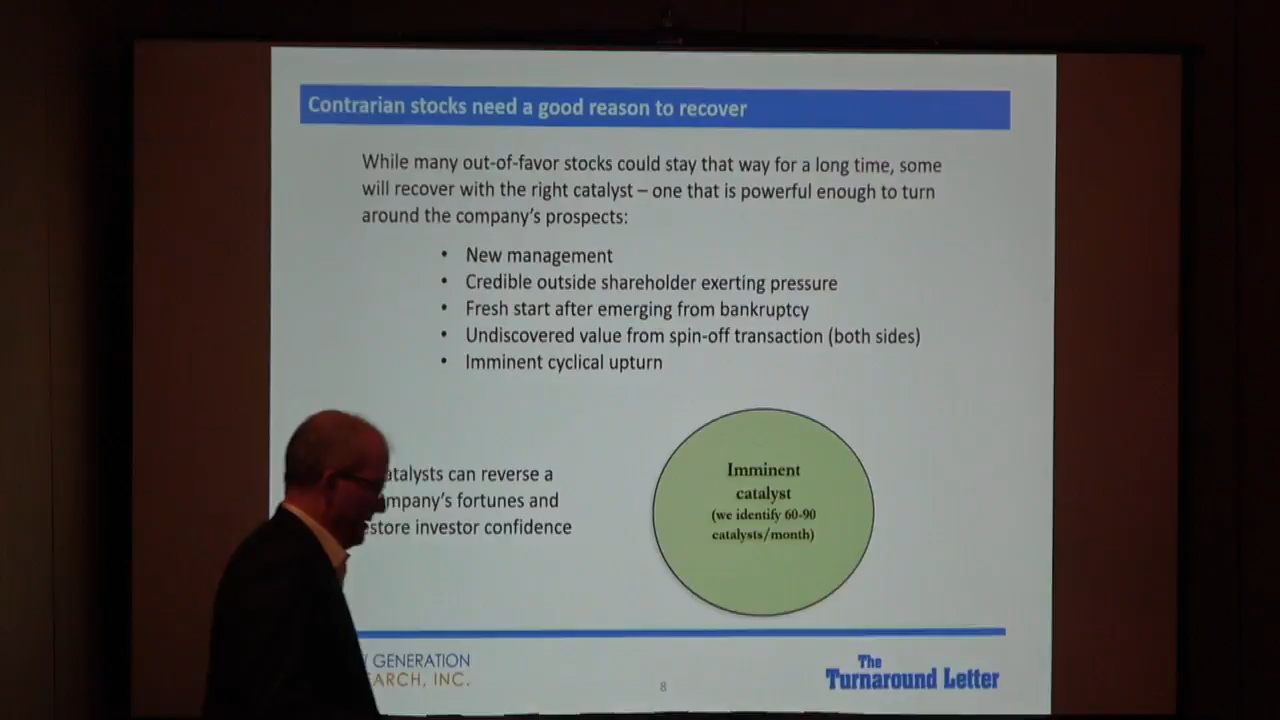 Contrarian stocks need a good reason to recover
While many out-of-favor stocks could stay that way for a long time, some
will recover with the right catalyst – one that is powerful enough to turn
around the company's prospects:
• New management
• Credible outside shareholder exerting pressure
• Fresh start after emerging from bankruptcy
• Undiscovered value from spin-off transaction (both sides)
• Imminent cyclical upturn
atalysts can reverse a
mpany's fortunes and
store investor confidence
Imminent
catalyst
(we identify 60-90
catalysts/month)
GENERATION
ARCH, INC.
8
The
Turnaround Letter